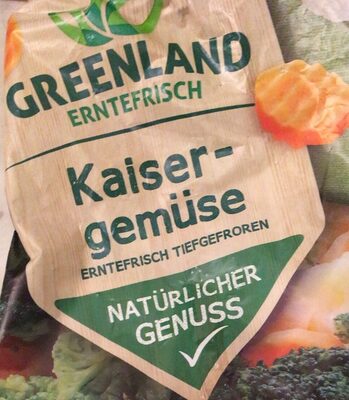 GREENLAND
ERNTEFRISCH
Kaiser-
gemüse
ERNTEFRISCH TIEFGEFROREN
NATÜRLICHER
GENUSS